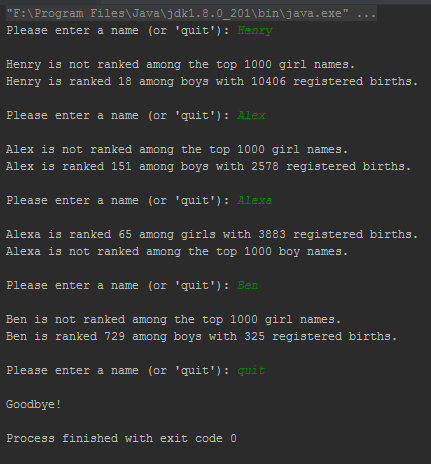 "F:\Program Files\Java\jdk1.8.0_201\bin\java.exe" ...
Please enter a name (or 'quit'): Henry
Henry is not ranked among the top 1000 girl names.
Henry is ranked 18 among boys with 10406 registered births.
Please enter a name (or 'quit'): Alex
Alex is not ranked among the top 1000 girl names.
Alex is ranked 151 among boys with 2578 registered births.
Please enter a name (or 'quit'): Alexa
Alexa is ranked 65 among girls with 3883 registered births.
Alexa is not ranked among the top 1000 boy names.
Please enter a name (or 'quit'): Ben
Ben is not ranked among the top 1000 girl names.
Ben is ranked 729 among boys with 325 registered births.
Please enter a name (or 'quit'): quit
Goodbye!
Process finished with exit code 0